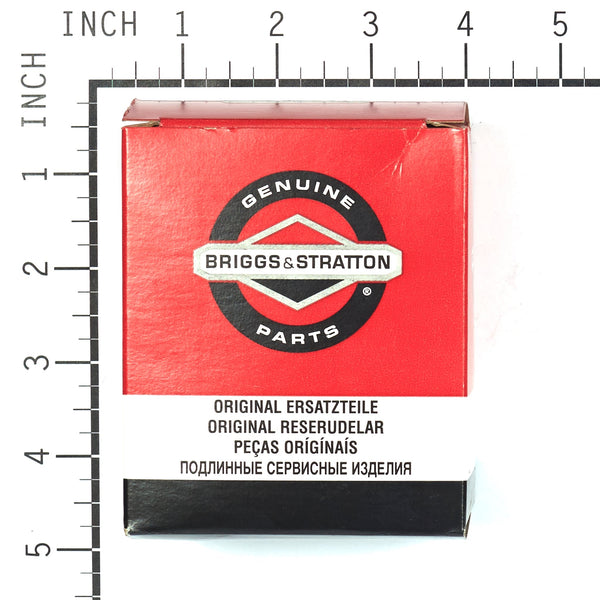 INCH 1 2 3 4 5
INCH
1
2
3
4
5
GENUINE
BRIGGS&STRATTON
®
PARTS
ORIGINAL ERSATZTEILE
ORIGINAL RESERUDELAR
PEÇAS ORÍGÍNAÍS
ПОДЛИННЫЕ СЕРВИСНЫЕ ИЗДЕЛИЯ